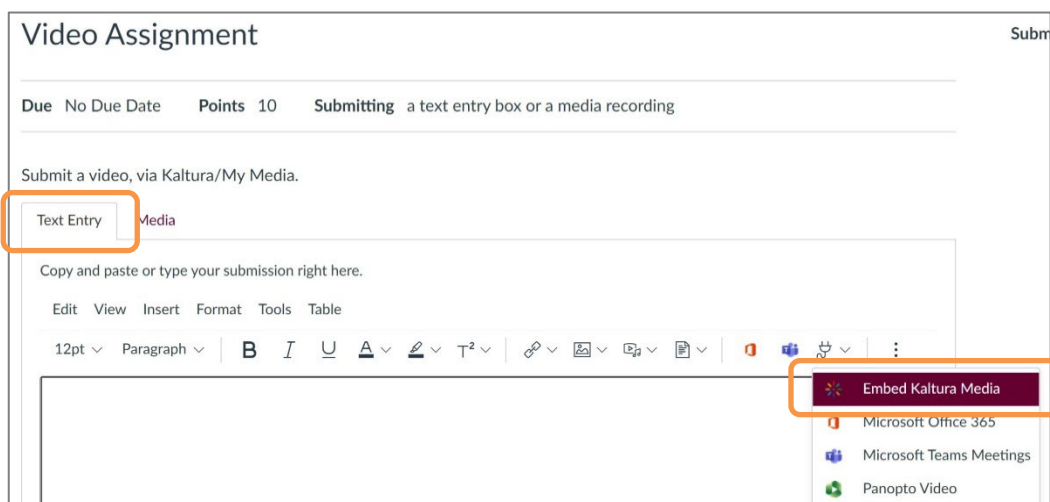 Video Assignment
Subm
Due No Due Date Points 10 Submitting a text entry box or a media recording
Submit a video, via Kaltura/My Media.
Text Entry Media
Copy and paste or type your submission right here.
Edit View Insert Format Tools Table
12pt Paragraph B I U A T²
Embed Kaltura Media
Microsoft Office 365
Microsoft Teams Meetings
Panopto Video